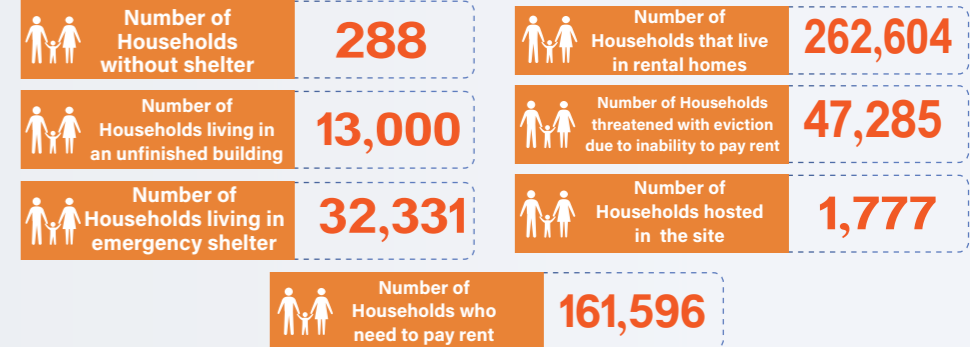 Number of
Households
without shelter
288
Number of
Households that live
in rental homes
262,604
Number of
Households living in
an unfinished building
13,000
Number of Households
threatened with eviction
due to inability to pay rent
47,285
Number of
Households living in
emergency shelter
32,331
Number of
Households hosted
in the site
1,777
Number of
Households who
need to pay rent
161,596